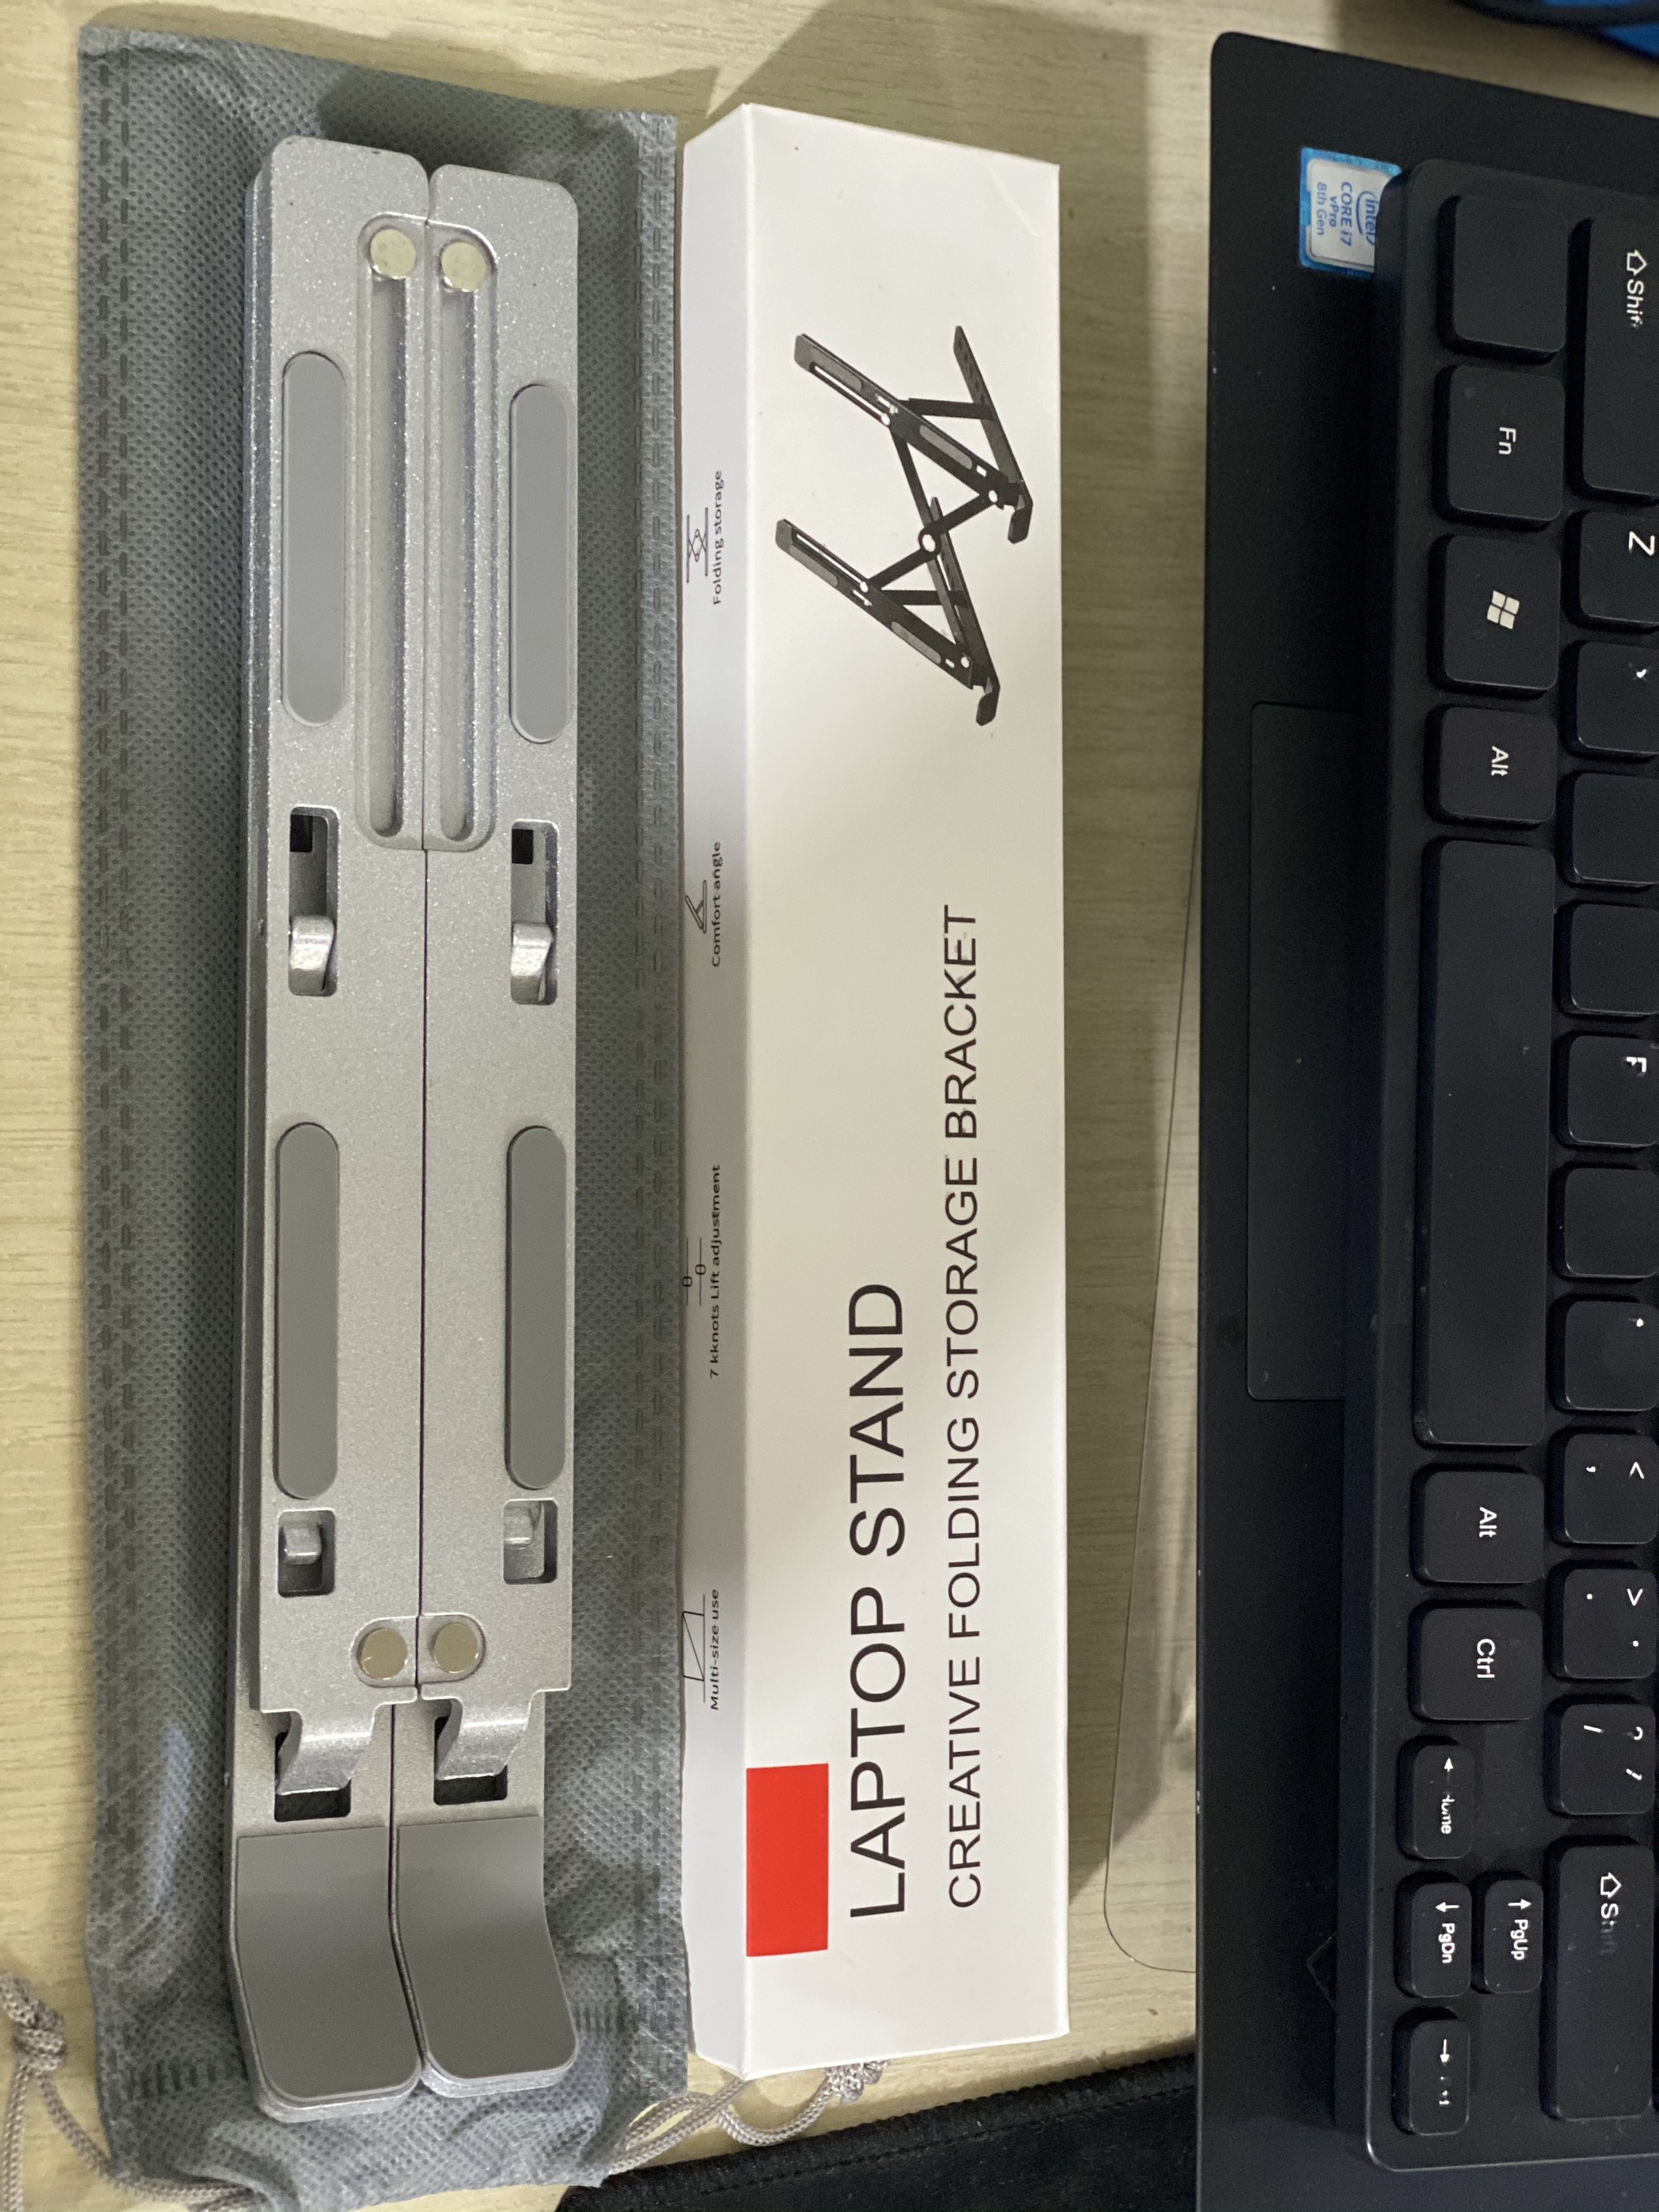 LAPTOP STAND
CREATIVE FOLDING STORAGE BRACKET
Multi-size use
7 kknots Lift adjustment
Comfort angle
Folding storage
intel
CORE i7
vPro
8th Gen
Shift
Z
F
< ,
> .
? /
Fn
Alt
Alt
Ctrl
PgUp
PgDn